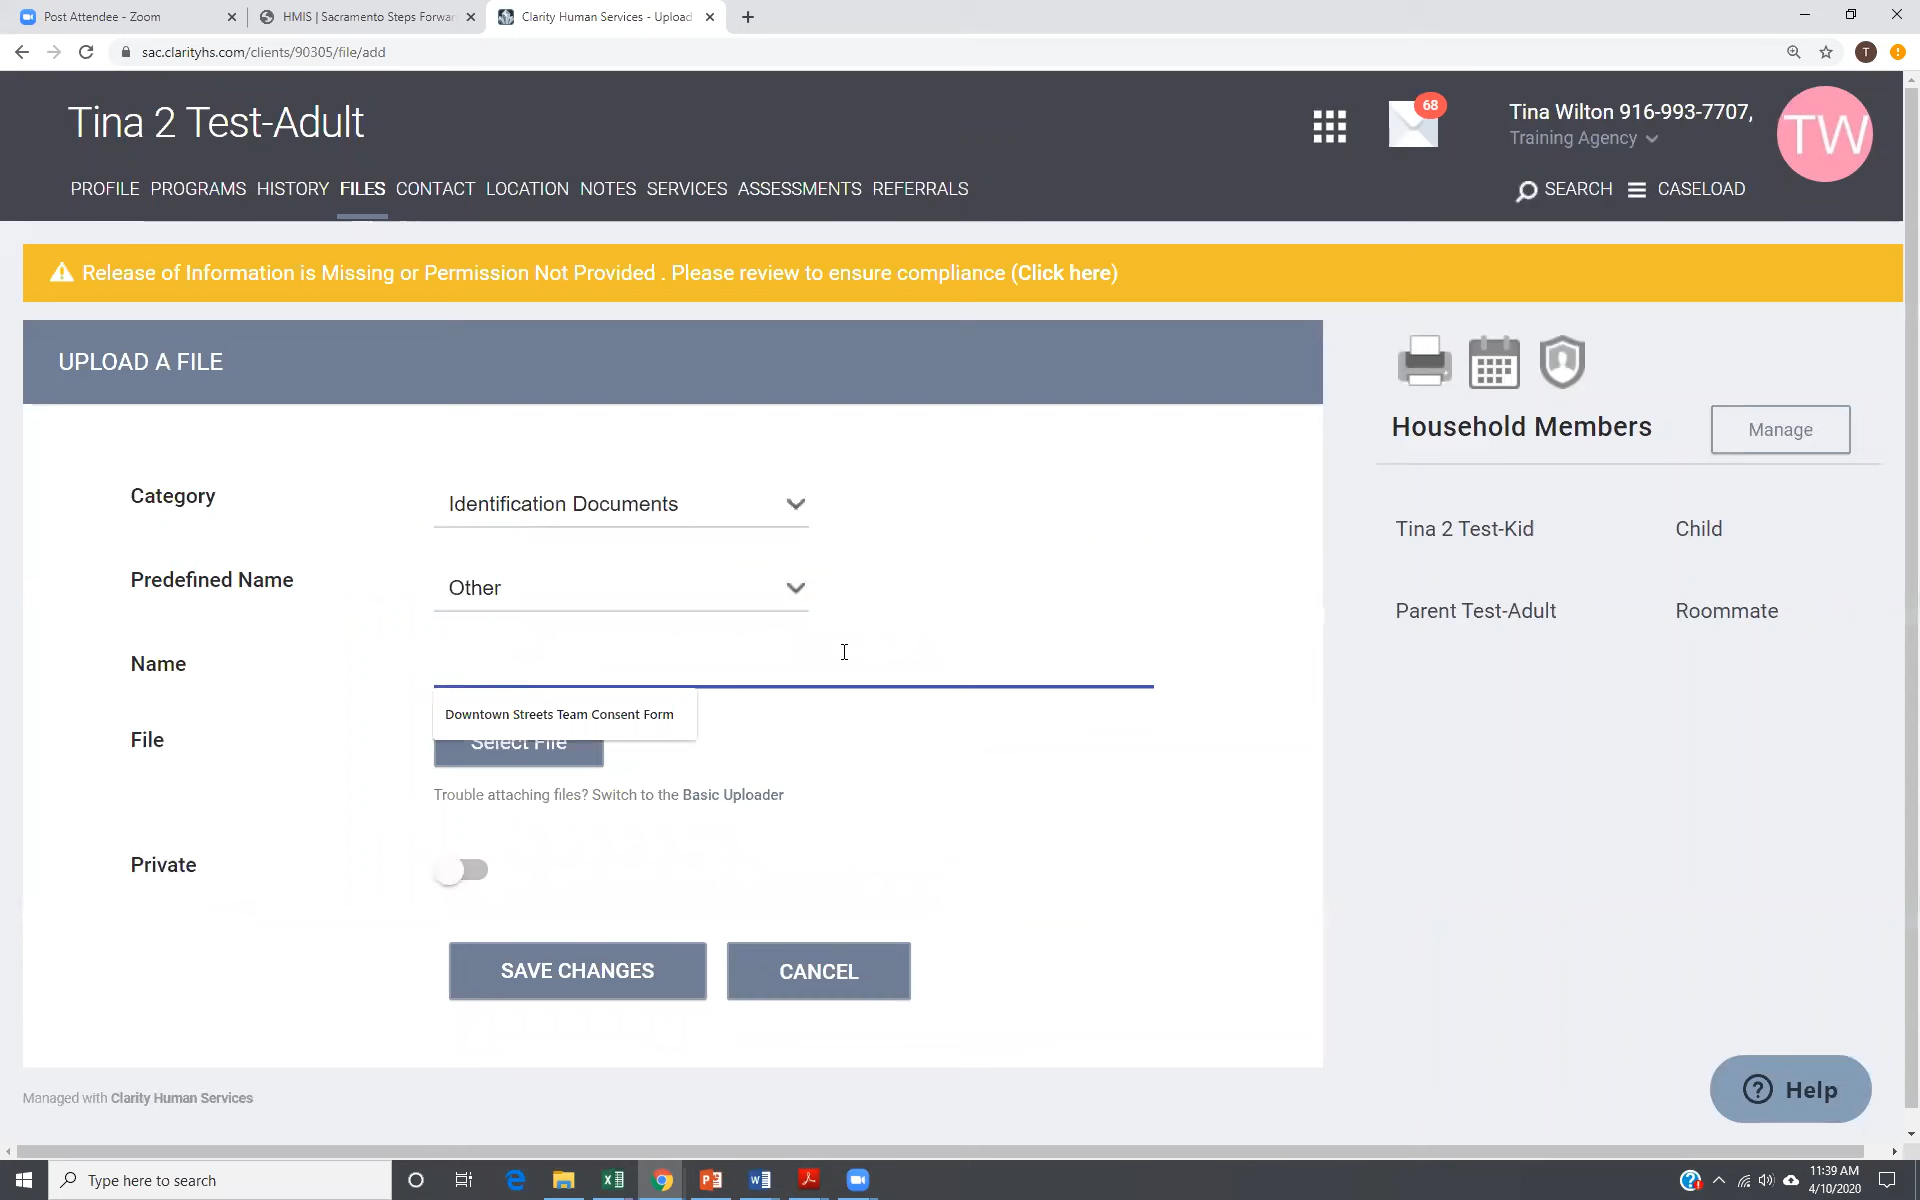 Post Attendee - Zoom
HMIS | Sacramento Steps Forwar
Clarity Human Services - Upload
sac.clarityhs.com/clients/90305/file/add
T
Tina 2 Test-Adult
68
Tina Wilton 916-993-7707,
Training Agency
TW
PROFILE PROGRAMS HISTORY FILES CONTACT LOCATION NOTES SERVICES ASSESSMENTS REFERRALS
SEARCH CASELOAD
Release of Information is Missing or Permission Not Provided . Please review to ensure compliance (Click here)
UPLOAD A FILE
Household Members
Manage
Category
Identification Documents
Tina 2 Test-Kid Child
Predefined Name
Other
Parent Test-Adult Roommate
Name
Downtown Streets Team Consent Form
File
Select File
Trouble attaching files? Switch to the Basic Uploader
Private
SAVE CHANGES
CANCEL
Help
Managed with Clarity Human Services
Type here to search
11:39 AM
4/10/2020